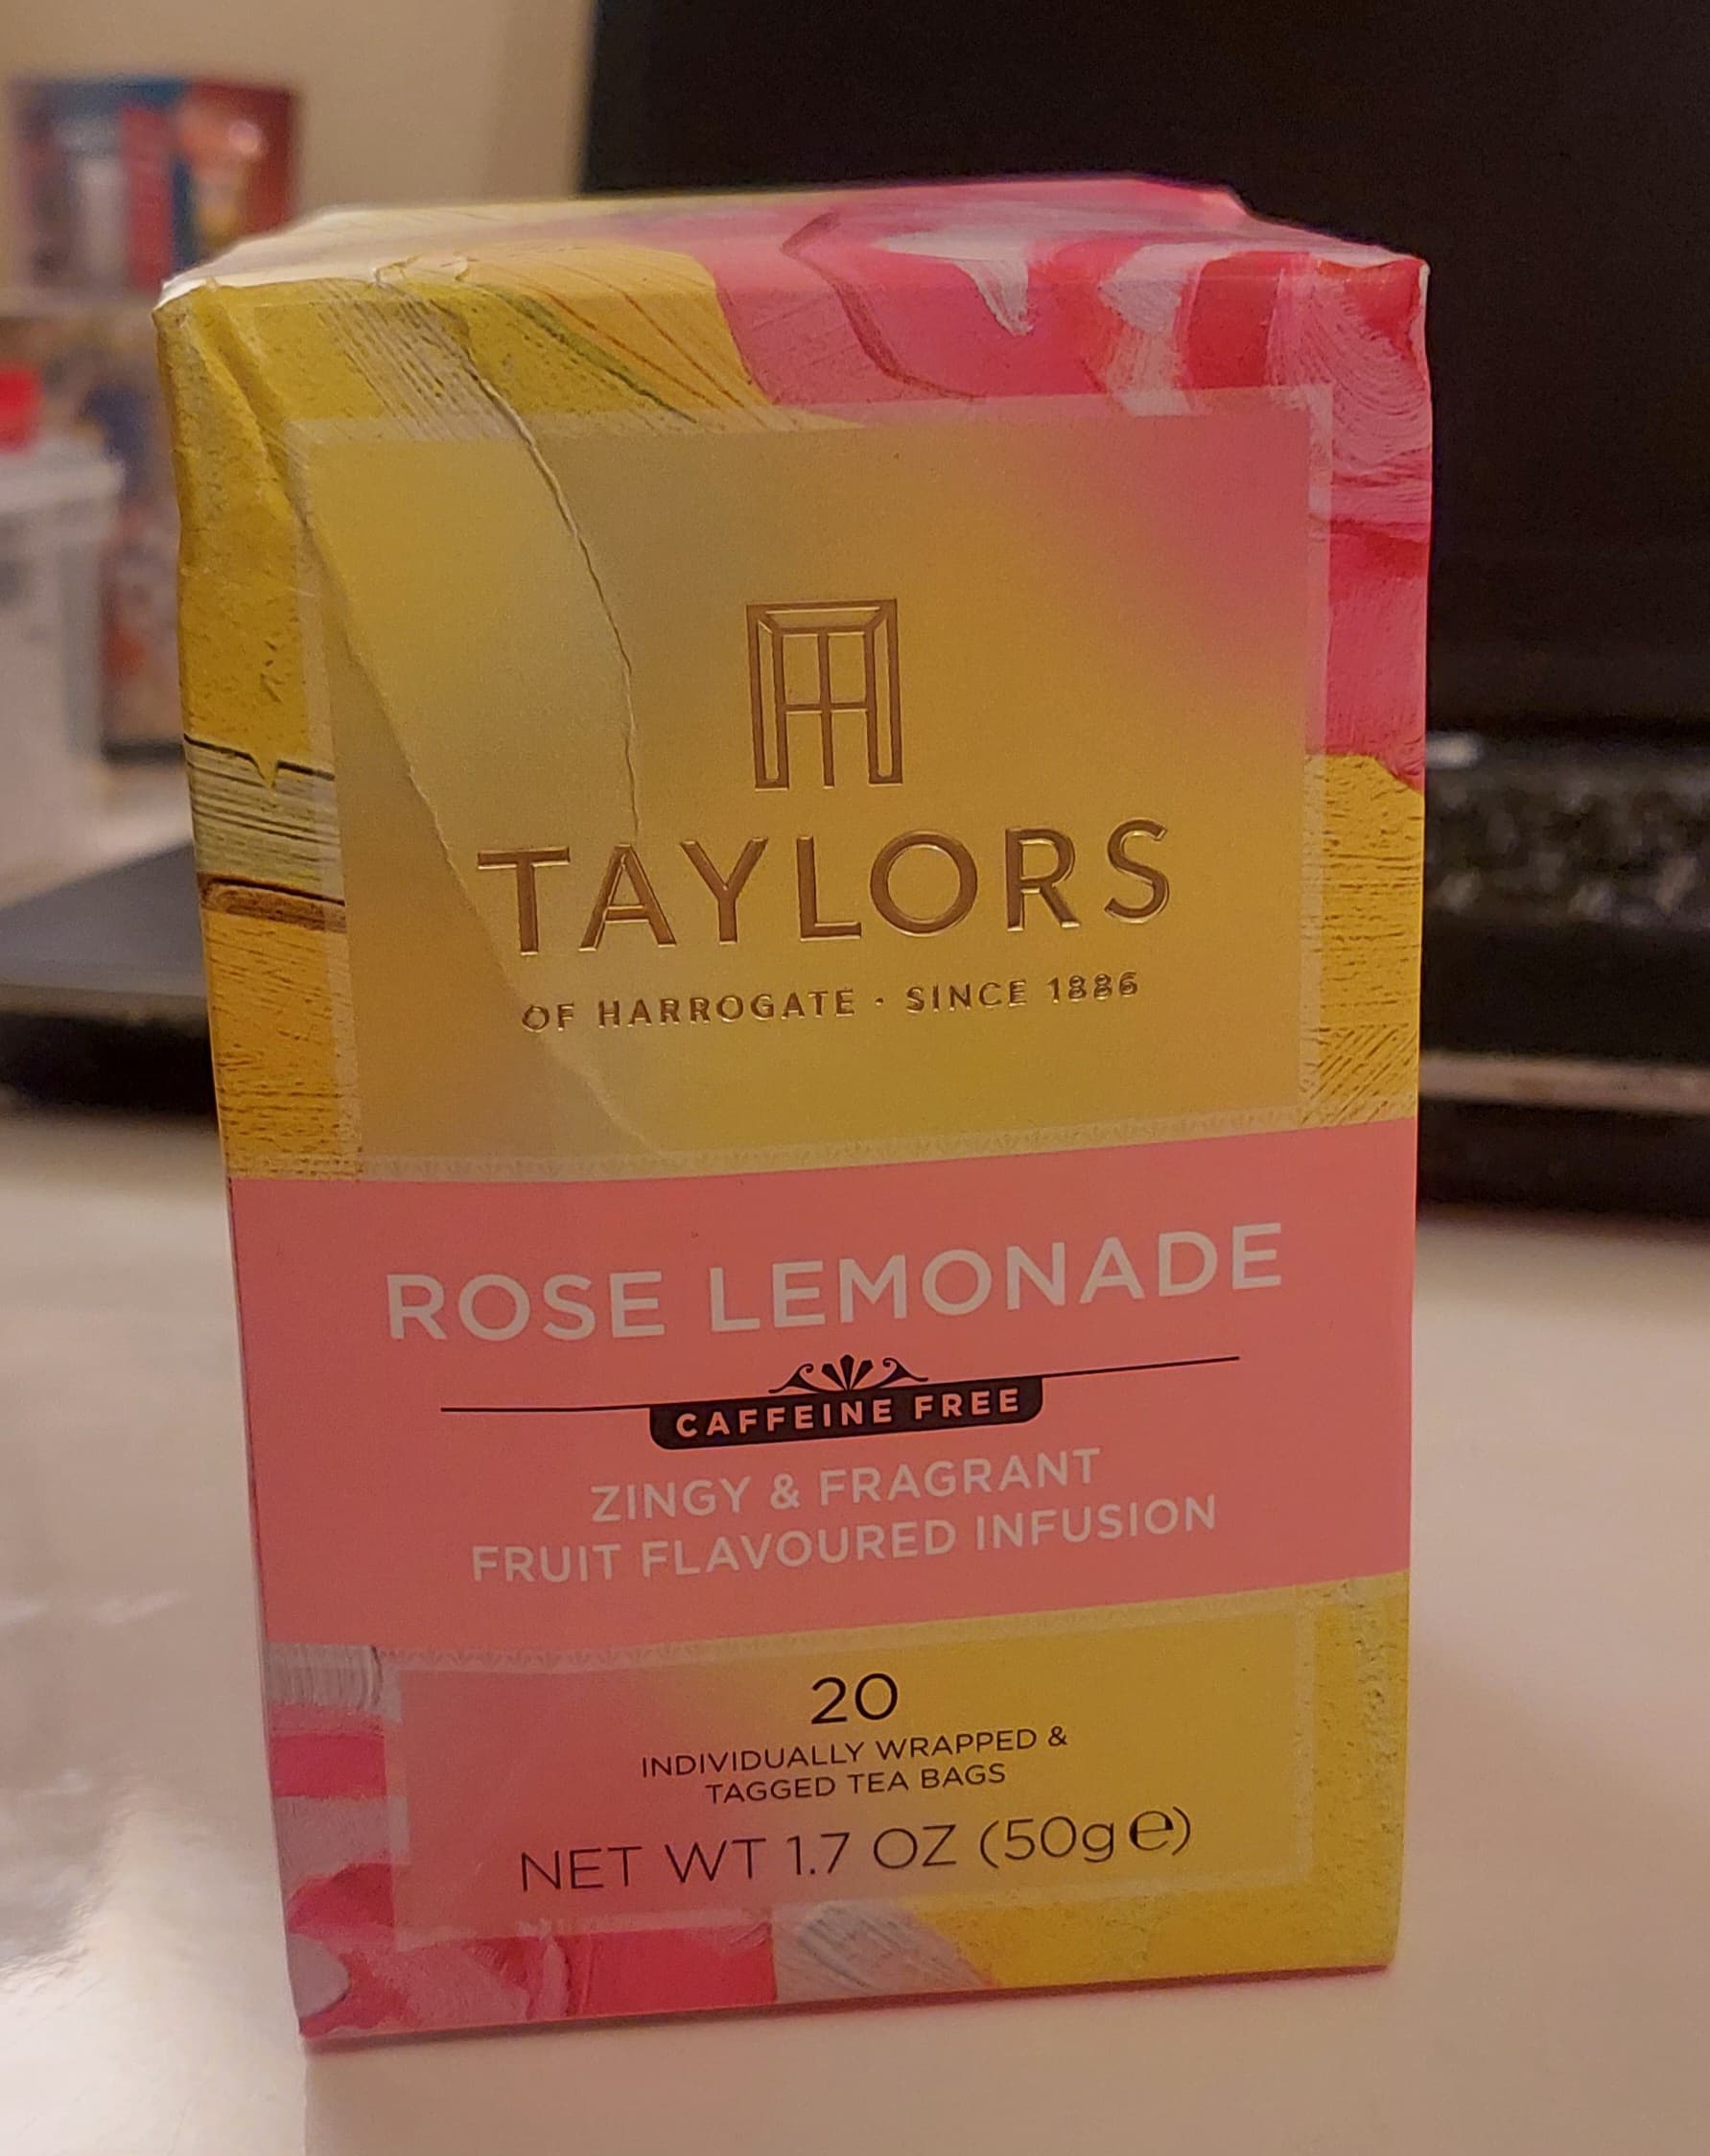 TAYLORS
OF HARROGATE · SINCE 1886
ROSE LEMONADE
CAFFEINE FREE
ZINGY & FRAGRANT
FRUIT FLAVOURED INFUSION
20
INDIVIDUALLY WRAPPED &
TAGGED TEA BAGS
NET WT 1.7 OZ (50g ℮)